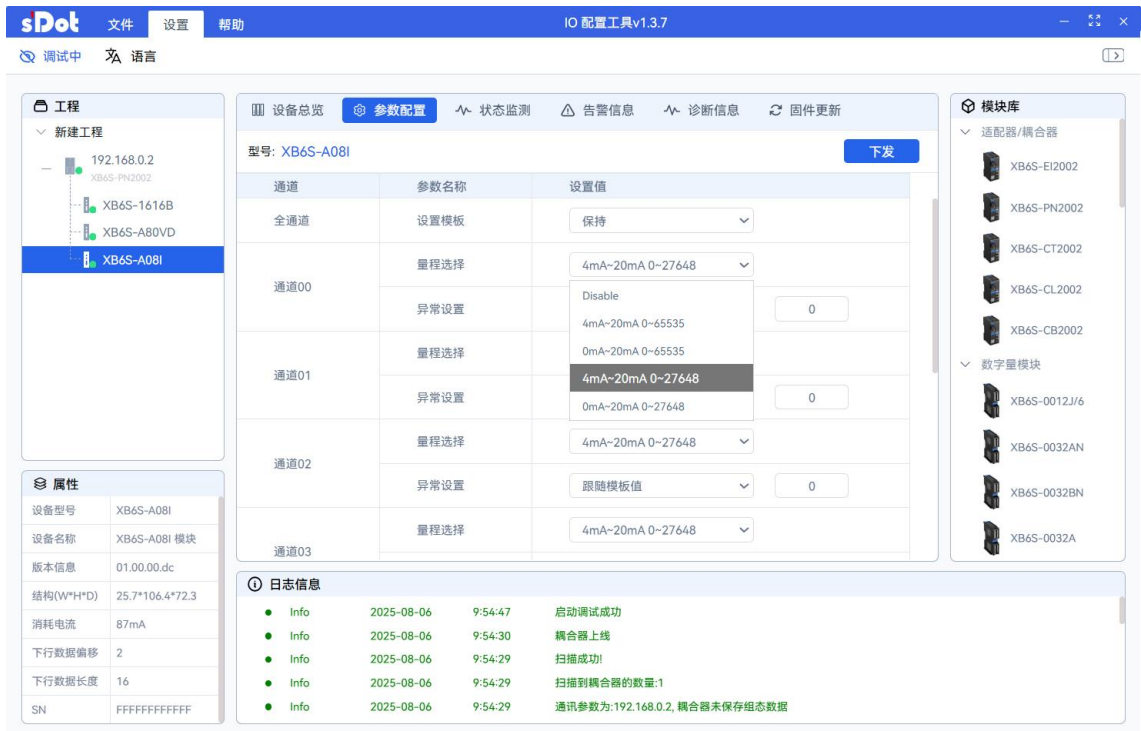 sDot 文件 设置 帮助 IO 配置工具v1.3.7
调试中 语言
工程
新建工程
192.168.0.2
XB6S-PN2002
XB6S-1616B
XB6S-A80VD
XB6S-A08I
属性
设备型号 XB6S-A08I
设备名称 XB6S-A08I 模块
版本信息 01.00.00.dc
结构(W*H*D) 25.7*106.4*72.3
消耗电流 87mA
下行数据偏移 2
下行数据长度 16
SN FFFFFFFFFFFF
设备总览 参数配置 状态监测 告警信息 诊断信息 固件更新
型号: XB6S-A08I 下发
通道 参数名称 设置值
全通道 设置模板 保持
通道00 量程选择 4mA~20mA 0~27648
Disable
异常设置 0
4mA~20mA 0~65535
0mA~20mA 0~65535
通道01 量程选择
4mA~20mA 0~27648
异常设置 0
0mA~20mA 0~27648
通道02 量程选择 4mA~20mA 0~27648
异常设置 跟随模板值 0
通道03 量程选择 4mA~20mA 0~27648
日志信息
Info 2025-08-06 9:54:47 启动调试成功
Info 2025-08-06 9:54:30 耦合器上线
Info 2025-08-06 9:54:29 扫描成功!
Info 2025-08-06 9:54:29 扫描到耦合器的数量:1
Info 2025-08-06 9:54:29 通讯参数为:192.168.0.2, 耦合器未保存组态数据
模块库
适配器/耦合器
XB6S-EI2002
XB6S-PN2002
XB6S-CT2002
XB6S-CL2002
XB6S-CB2002
数字量模块
XB6S-0012J/6
XB6S-0032AN
XB6S-0032BN
XB6S-0032A